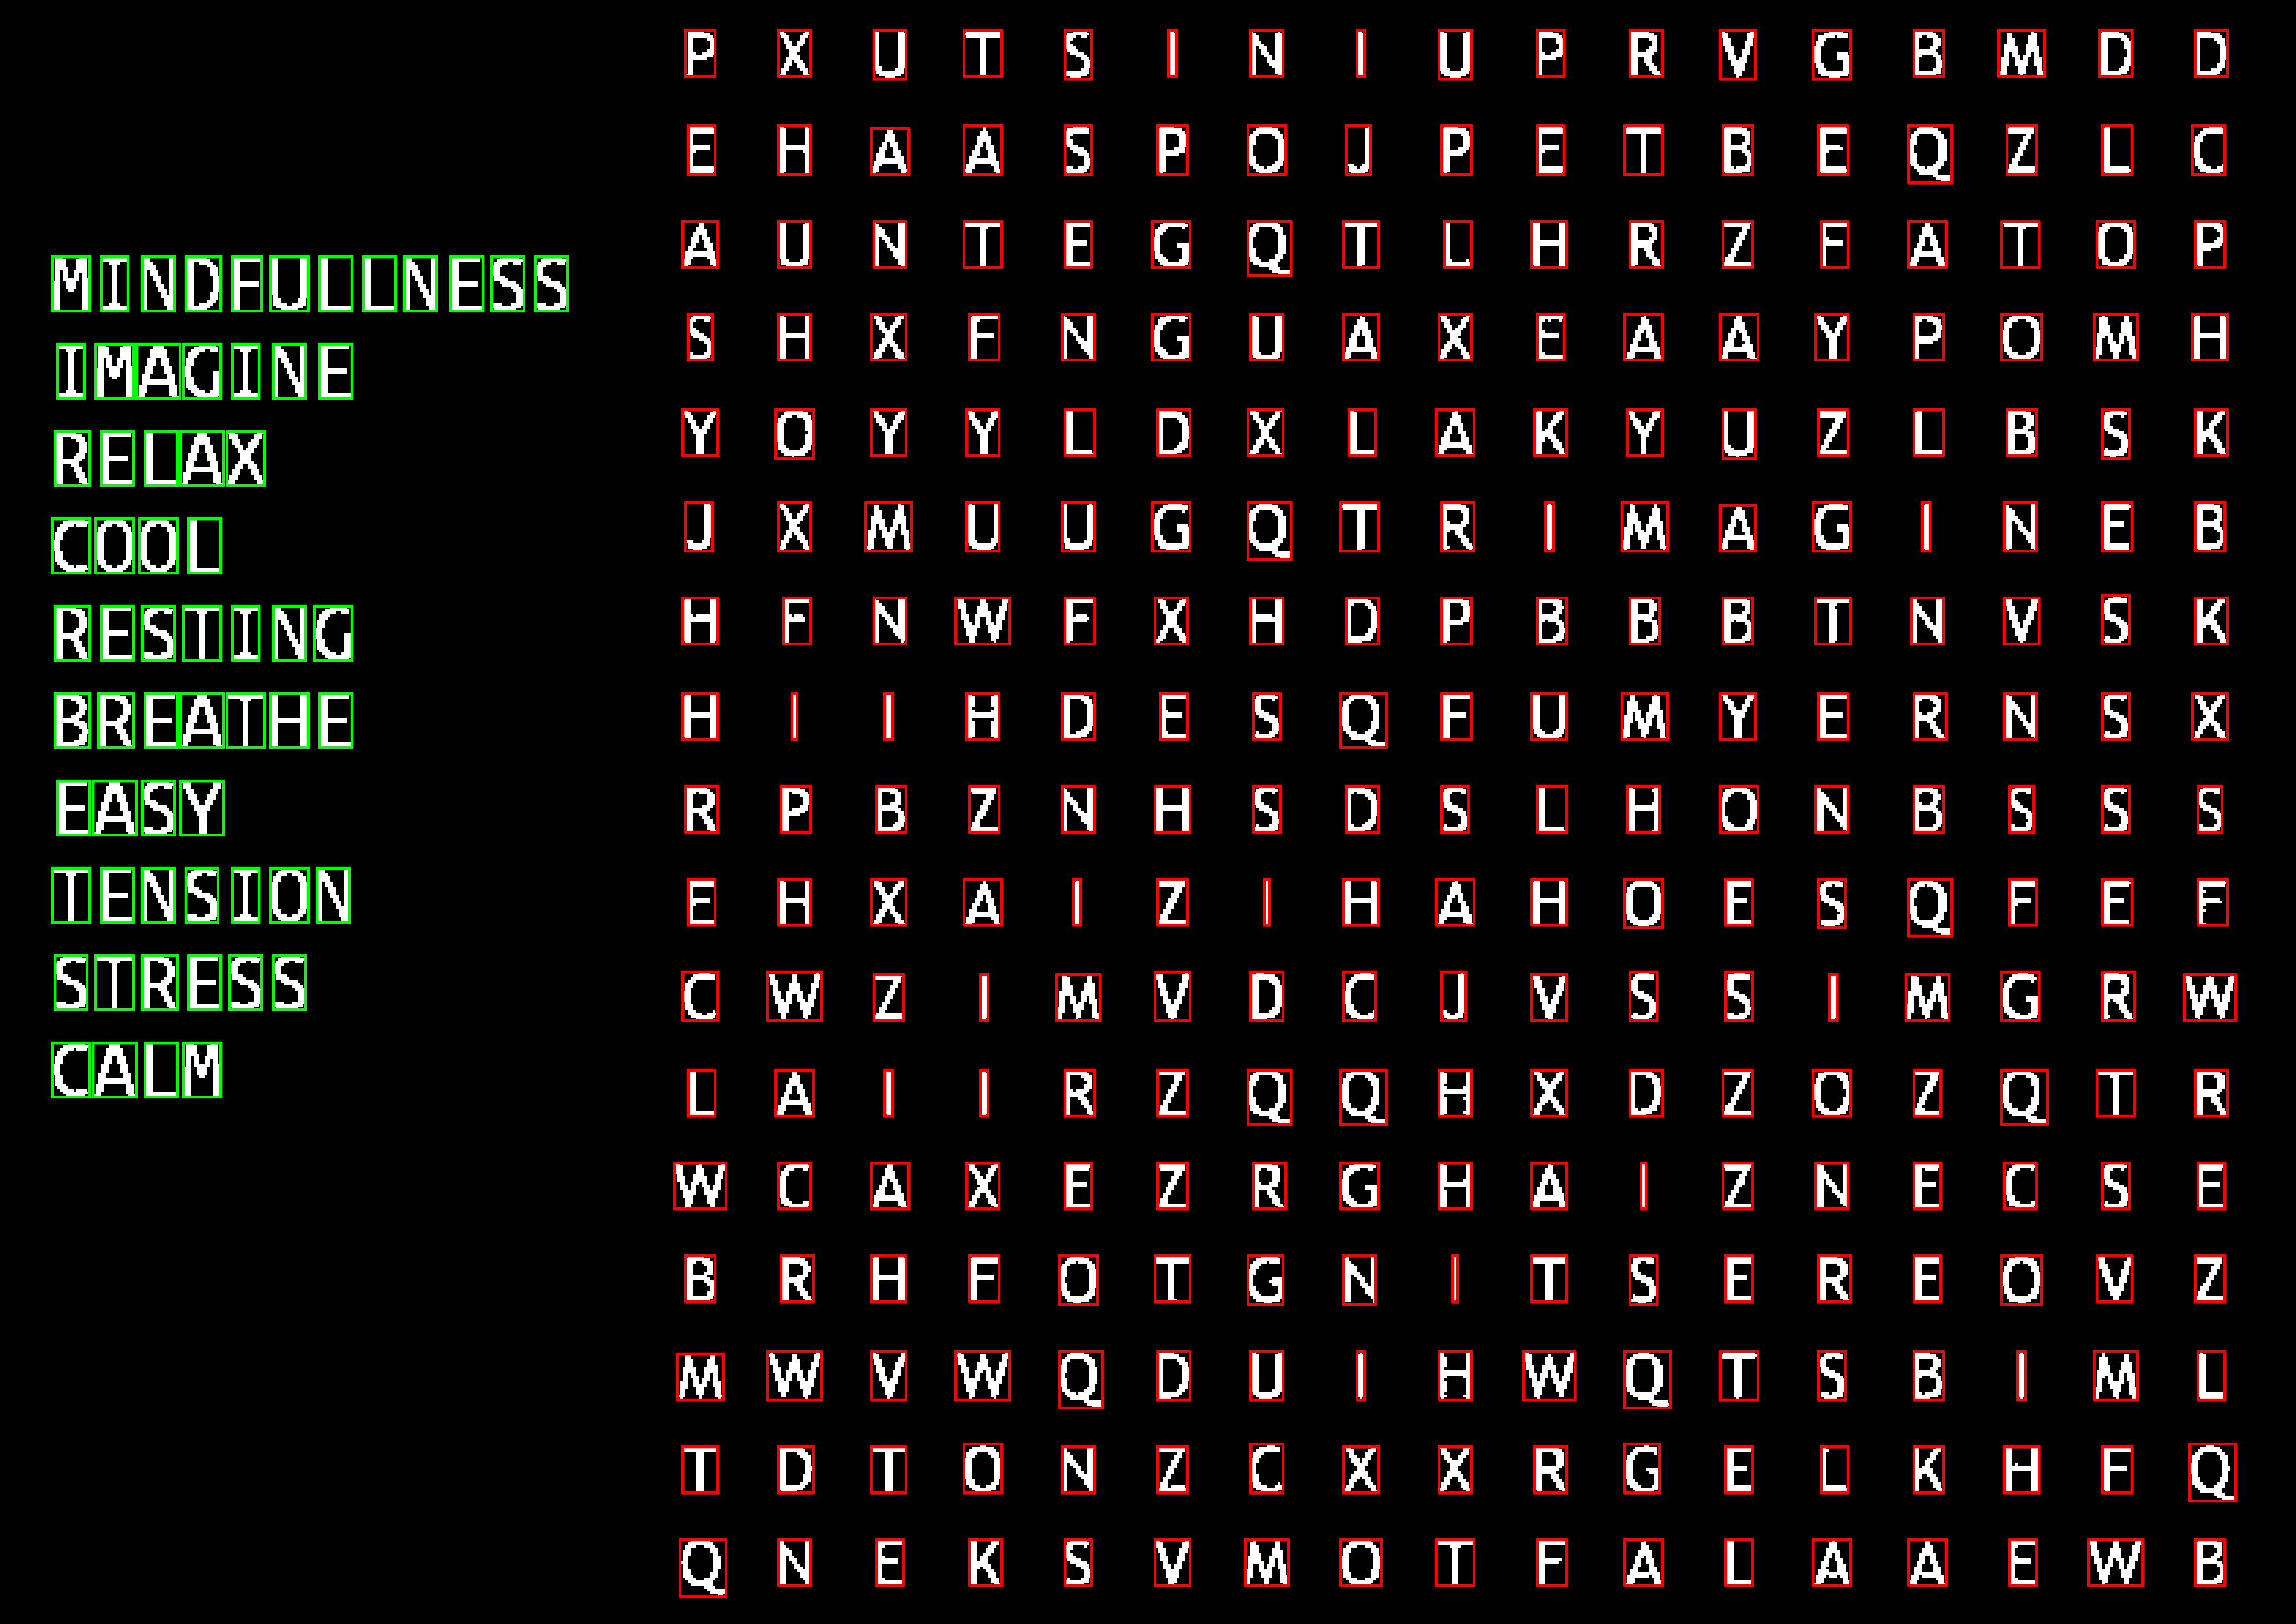 MINDFULLNESS
IMAGINE
RELAX
COOL
RESTING
BREATHE
EASY
TENSION
STRESS
CALM
P X U T S I N I U P R V G B M D D
E H A A S P O J P E T B E Q Z L C
A U N T E G Q T L H R Z F A T O P
S H X F N G U A X E A A Y P O M H
Y O Y Y L D X L A K Y U Z L B S K
J X M U U G Q T R I M A G I N E B
H F N W F X H D P B B B T N V S K
H I I H D E S Q F U M Y E R N S X
R P B Z N H S D S L H O N B S S S
E H X A I Z I H A H O E S Q F E F
C W Z I M V D C J V S S I M G R W
L A I I R Z Q Q H X D Z O Z Q T R
W C A X E Z R G H A I Z N E C S E
B R H F O T G N I T S E R E O V Z
M W V W Q D U I H W Q T S B I M L
T D T O N Z C X X R G E L K H F Q
Q N E K S V M O T F A L A A E W B